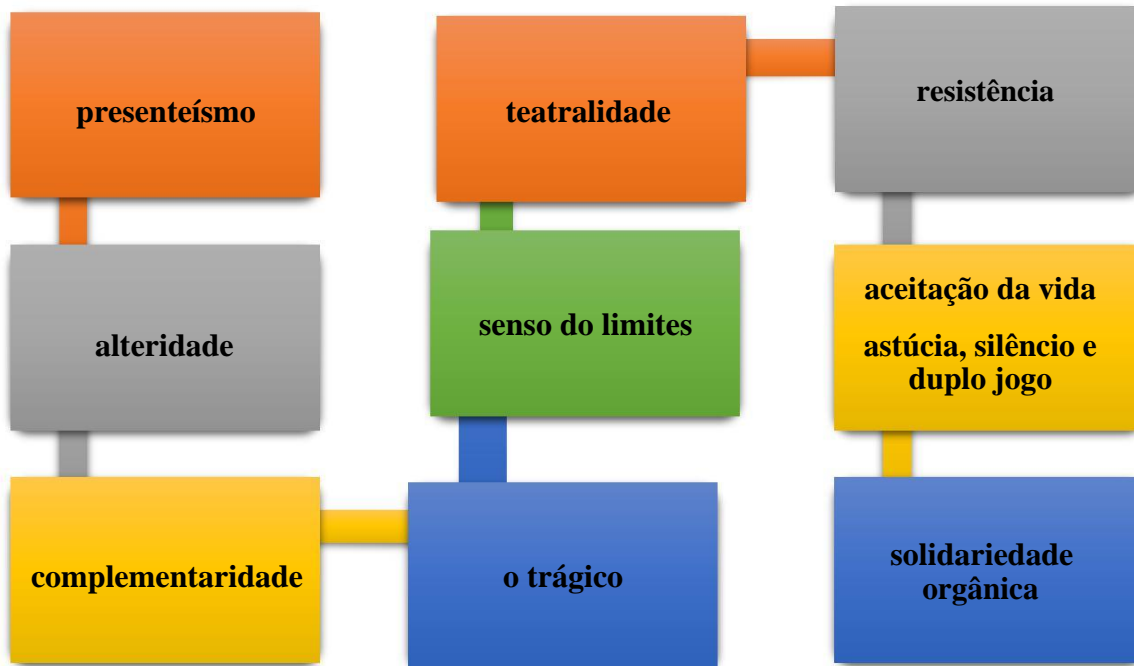 presenteísmo
alteridade
complementaridade
o trágico
senso do limites
teatralidade
resistência
aceitação da vida
astúcia, silêncio e
duplo jogo
solidariedade
orgânica